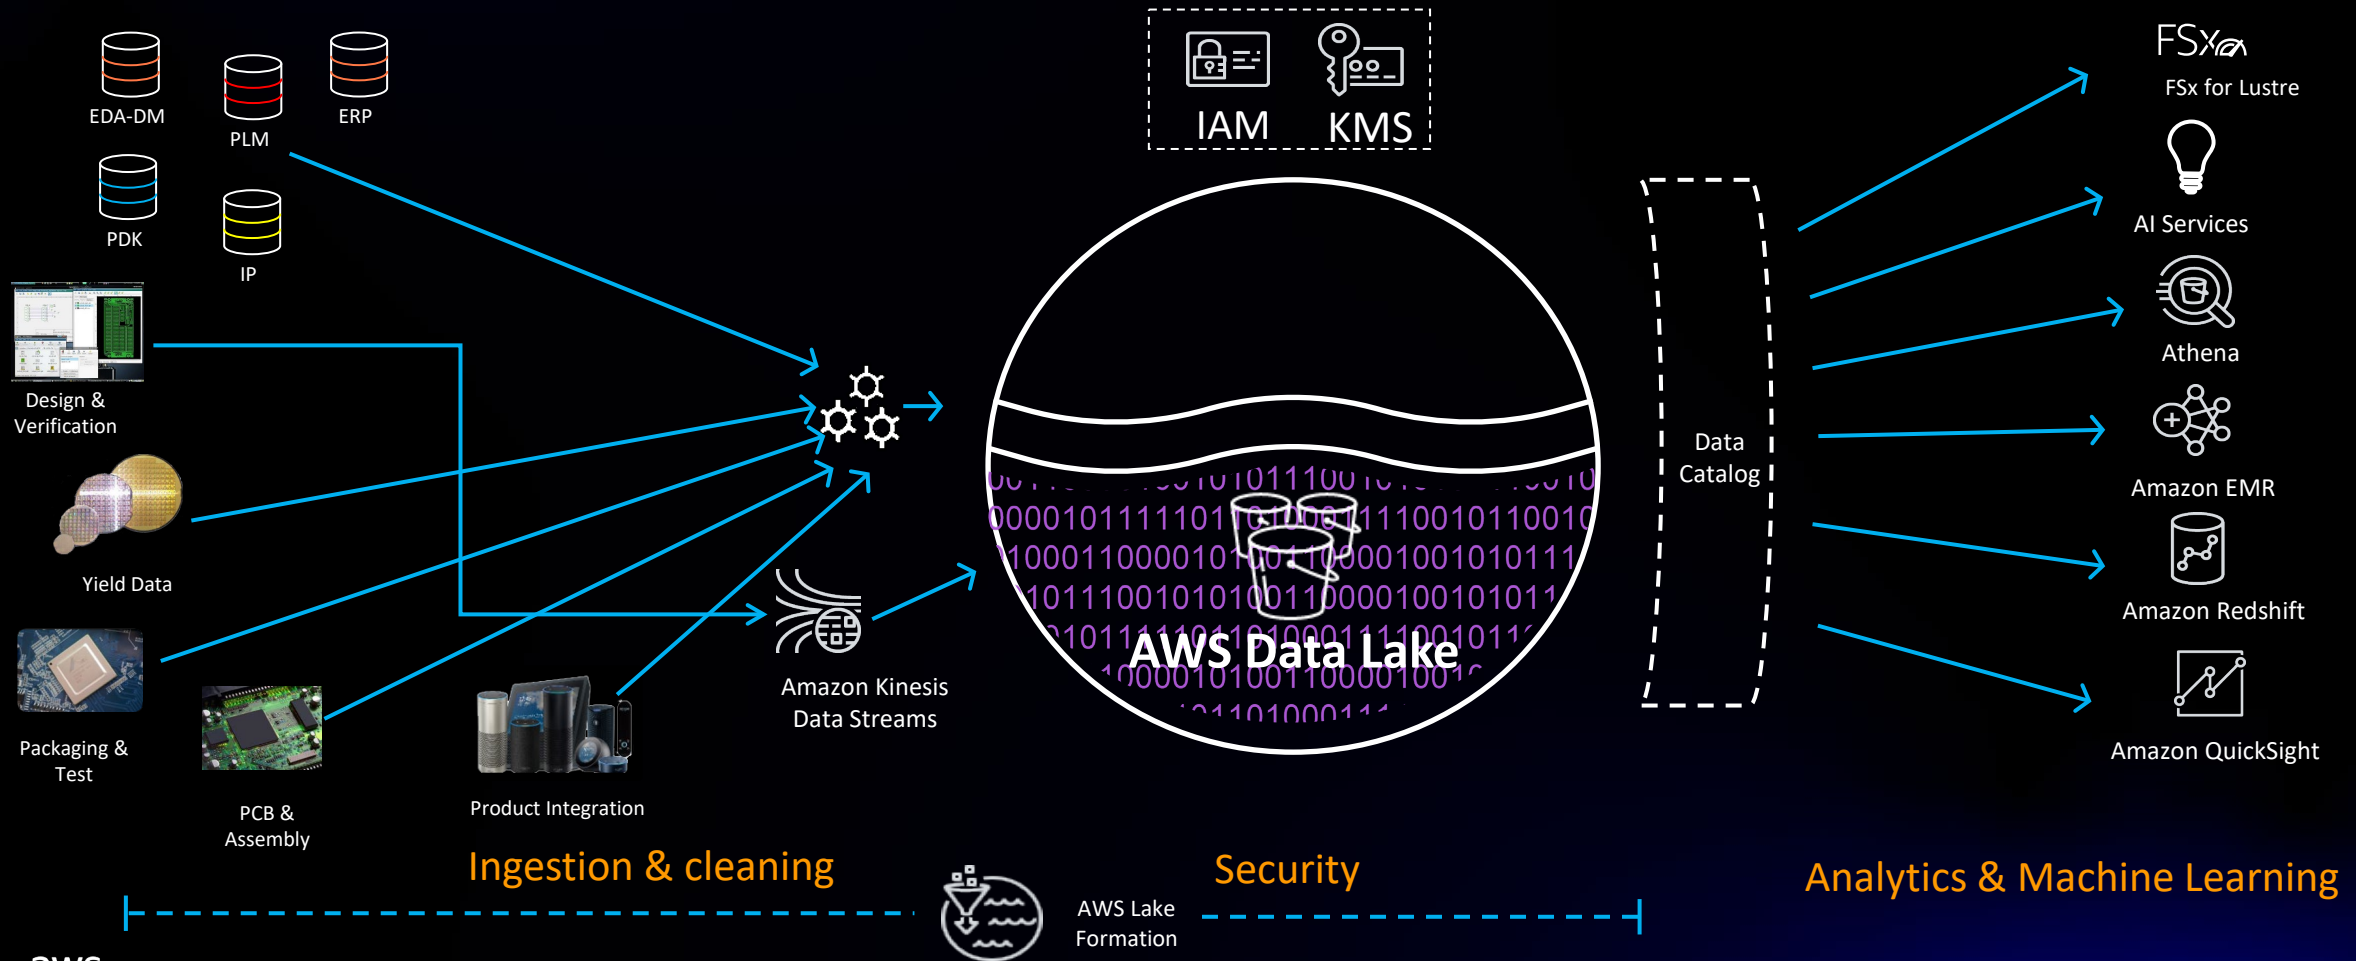 EDA-DM
PLM
ERP
PDK
IP
Design &
Verification
Yield Data
Packaging &
Test
PCB &
Assembly
Product Integration
Amazon Kinesis
Data Streams
IAM
KMS
AWS Data Lake
Data
Catalog
FSx
FSx for Lustre
AI Services
Athena
Amazon EMR
Amazon Redshift
Amazon QuickSight
Ingestion & cleaning
Security
Analytics & Machine Learning
AWS Lake
Formation
aws